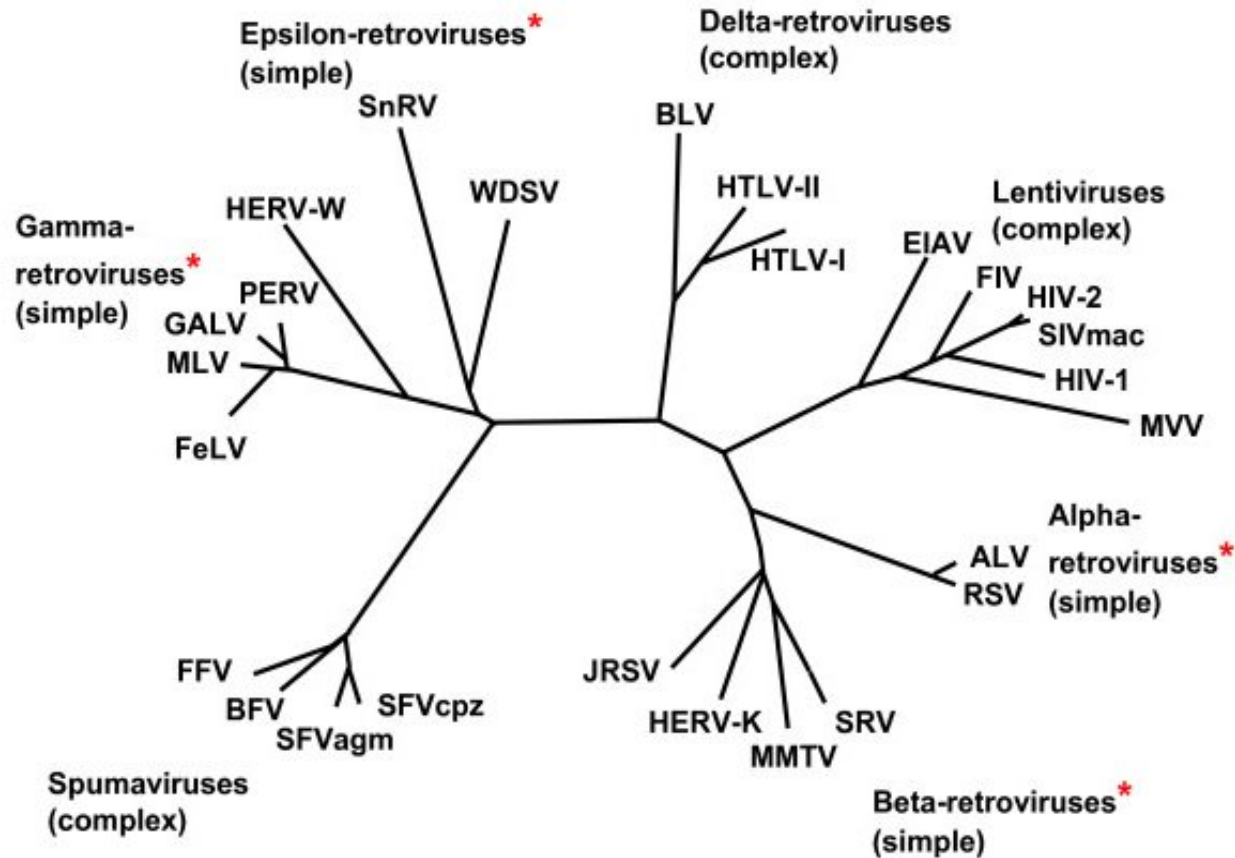 Epsilon-retroviruses*
(simple)
SnRV
WDSV
Delta-retroviruses
(complex)
BLV
HTLV-II
HTLV-I
Lentiviruses
(complex)
EIAV
FIV
HIV-2
SIVmac
HIV-1
MVV
Gamma-
retroviruses*
(simple)
HERV-W
PERV
GALV
MLV
FeLV
Alpha-
retroviruses*
(simple)
ALV
RSV
FFV
BFV
SFVagm
SFVcpz
Spumaviruses
(complex)
JRSV
HERV-K
MMTV
SRV
Beta-retroviruses*
(simple)